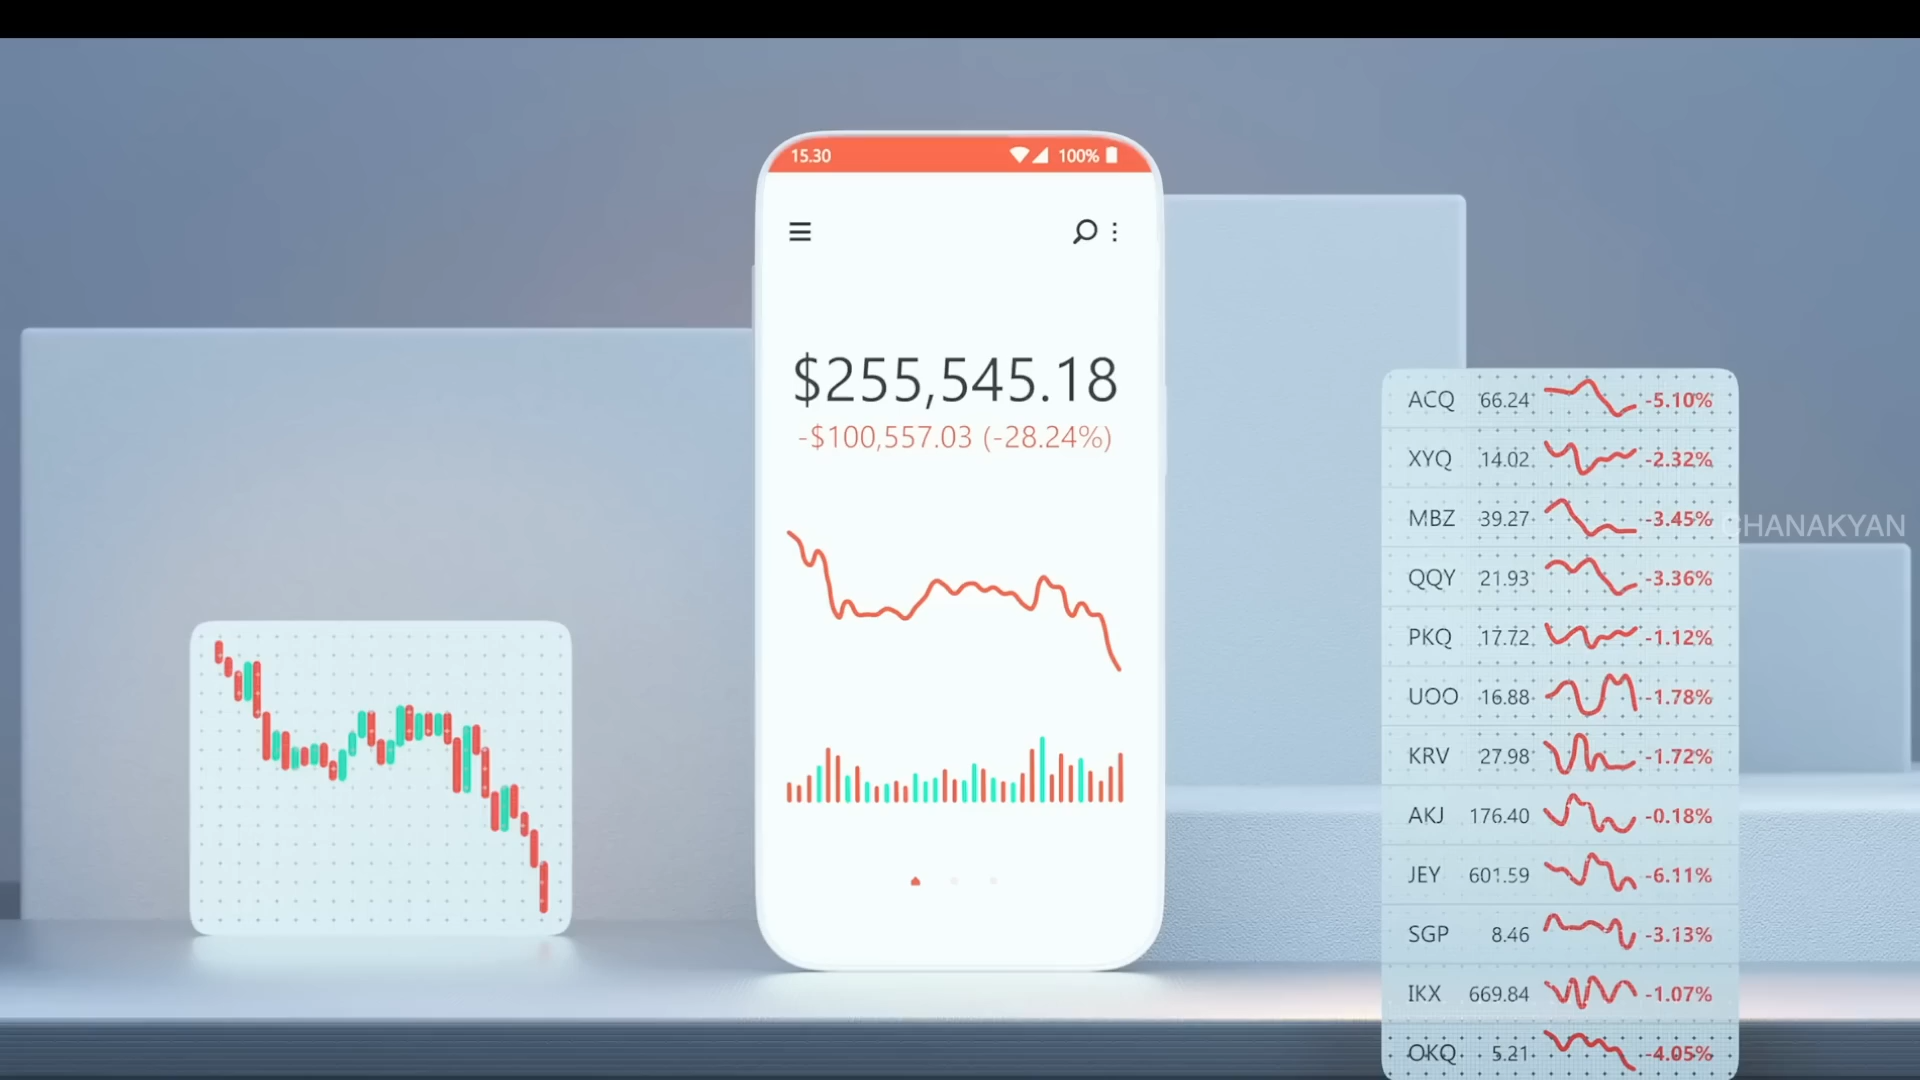 15.30 100%
$255,545.18
-$100,557.03 (-28.24%)
ACQ 66.24 -5.10%
XYQ 14.02 -2.32%
MBZ 39.27 -3.45%
QQY 21.93 -3.36%
PKQ 17.72 -1.12%
UOO 16.88 -1.78%
KRV 27.98 -1.72%
AKJ 176.40 -0.18%
JEY 601.59 -6.11%
SGP 8.46 -3.13%
IKX 669.84 -1.07%
OKQ 5.21 -4.05%
CHANAKYAN